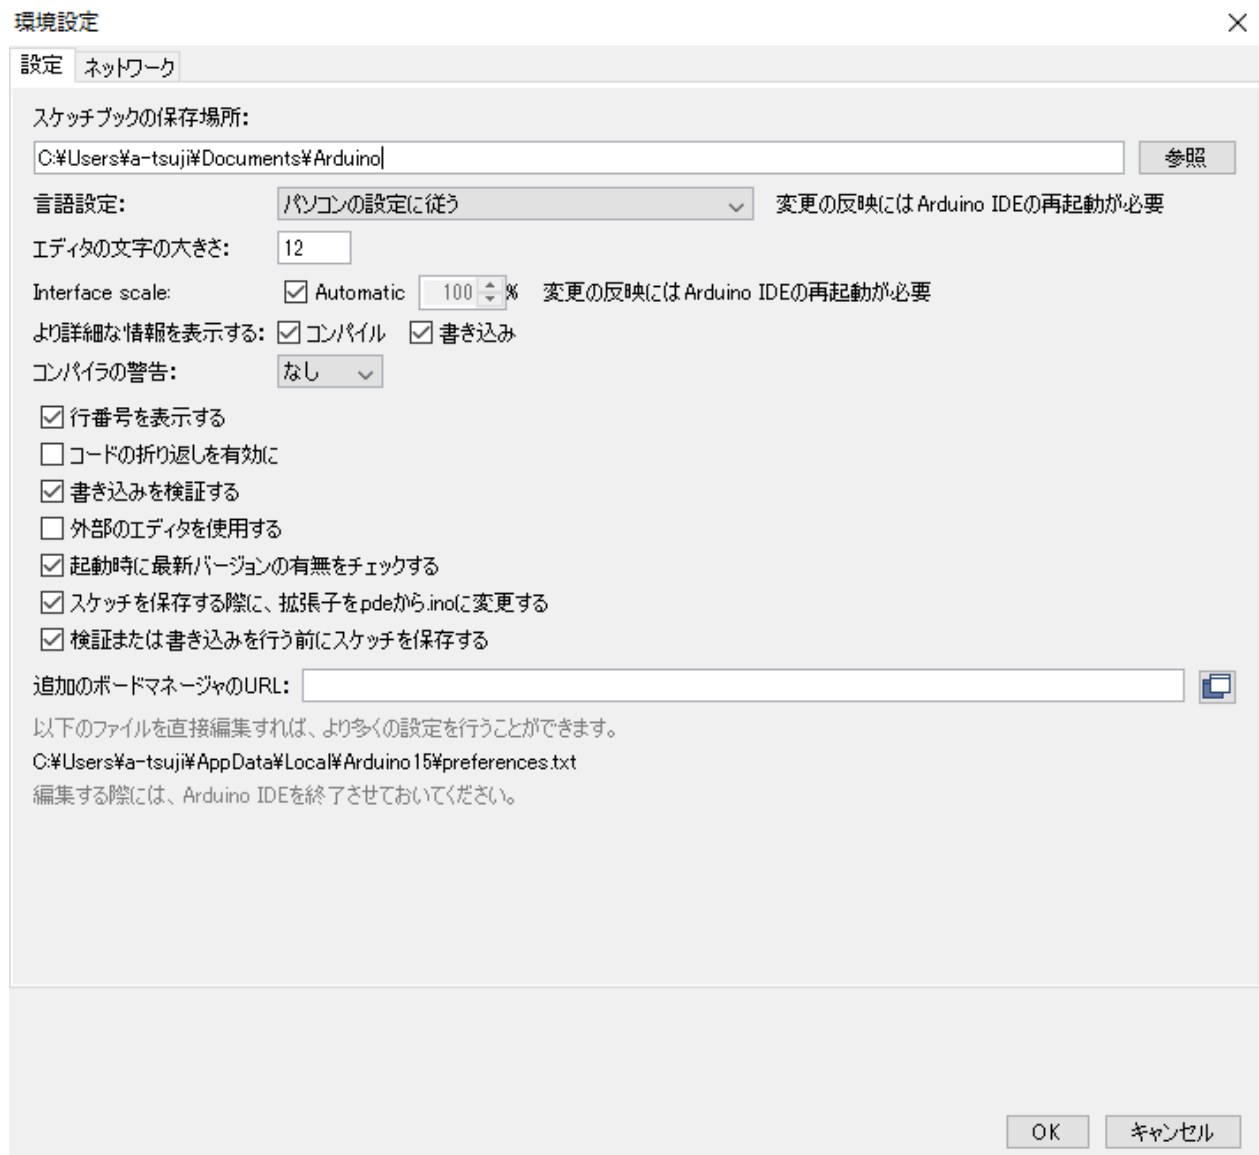 環境設定
設定 ネットワーク
スケッチブックの保存場所:
C:¥Users¥a-tsuji¥Documents¥Arduino 参照
言語設定: パソコンの設定に従う 変更の反映にはArduino IDEの再起動が必要
エディタの文字の大きさ: 12
Interface scale: Automatic 100 % 変更の反映にはArduino IDEの再起動が必要
より詳細な情報を表示する: コンパイル 書き込み
コンパイラの警告: なし
行番号を表示する
コードの折り返しを有効に
書き込みを検証する
外部のエディタを使用する
起動時に最新バージョンの有無をチェックする
スケッチを保存する際に、拡張子を.pdeから.inoに変更する
検証または書き込みを行う前にスケッチを保存する
追加のボードマネージャのURL:
以下のファイルを直接編集すれば、より多くの設定を行うことができます。
C:¥Users¥a-tsuji¥AppData¥Local¥Arduino15¥preferences.txt
編集する際には、Arduino IDEを終了させておいてください。
OK キャンセル